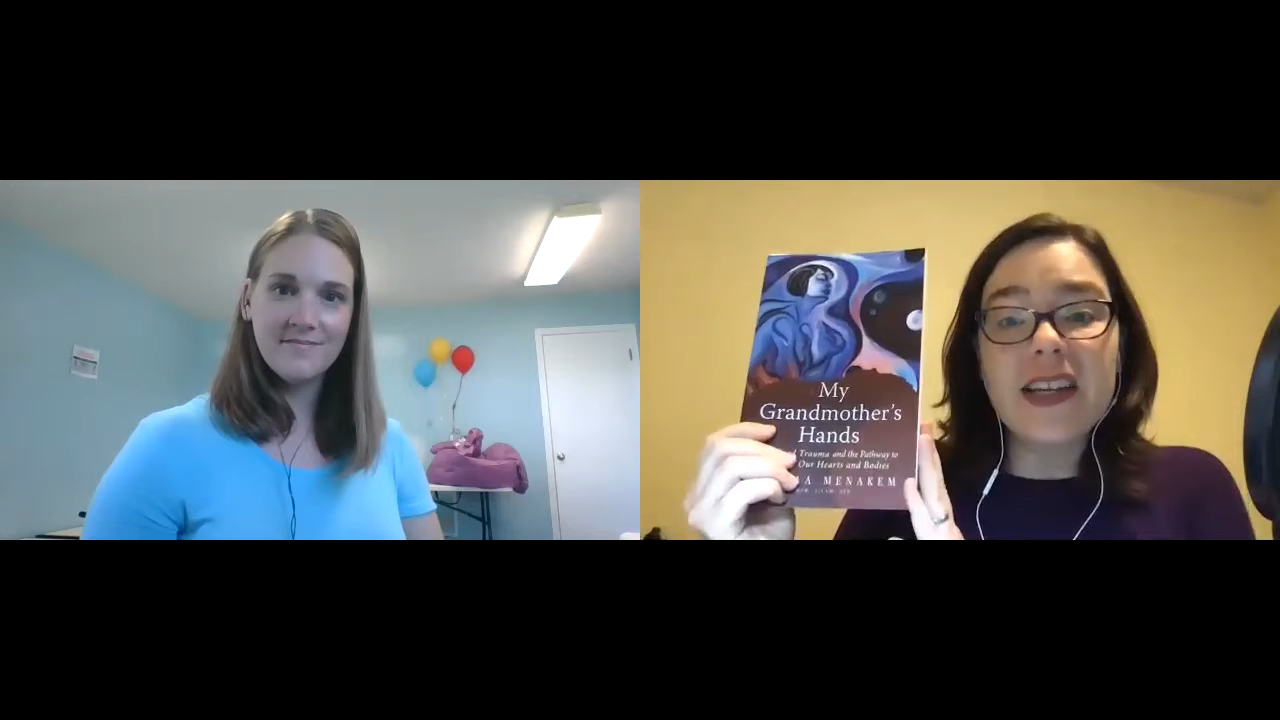 My
Grandmother's
Hands
Trauma and the Pathway to
Our Hearts and Bodies
MENAKEM